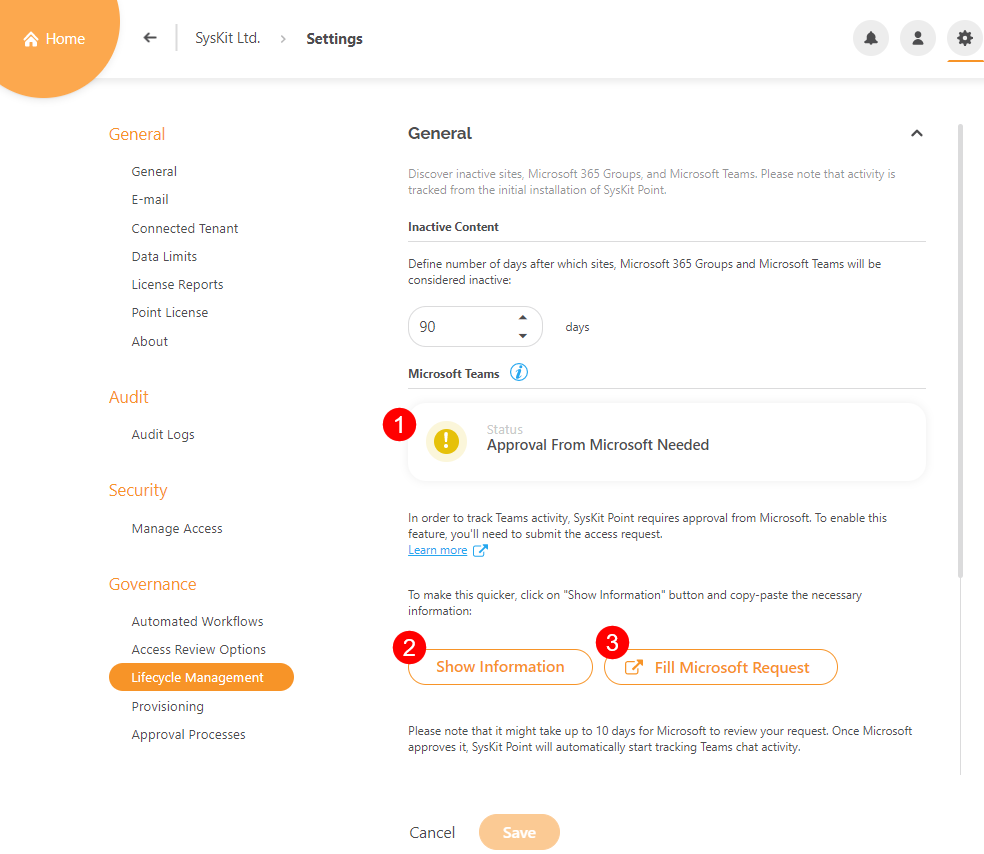 Home
SysKit Ltd.
Settings
General
General
E-mail
Connected Tenant
Data Limits
License Reports
Point License
About
Audit
Audit Logs
Security
Manage Access
Governance
Automated Workflows
Access Review Options
Lifecycle Management
Provisioning
Approval Processes
General
Discover inactive sites, Microsoft 365 Groups, and Microsoft Teams. Please note that activity is
tracked from the initial installation of SysKit Point.
Inactive Content
Define number of days after which sites, Microsoft 365 Groups and Microsoft Teams will be
considered inactive:
90 days
Microsoft Teams i
1
!
Status
Approval From Microsoft Needed
In order to track Teams activity, SysKit Point requires approval from Microsoft. To enable this
feature, you'll need to submit the access request.
Learn more
To make this quicker, click on "Show Information" button and copy-paste the necessary
information:
2
Show Information
3
Fill Microsoft Request
Please note that it might take up to 10 days for Microsoft to review your request. Once Microsoft
approves it, SysKit Point will automatically start tracking Teams chat activity.
Cancel
Save